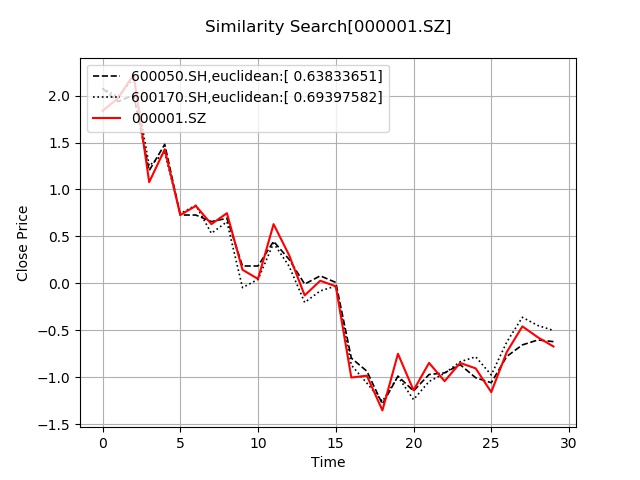 Similarity Search[000001.SZ]
600050.SH,euclidean:[ 0.63833651]
600170.SH,euclidean:[ 0.69397582]
000001.SZ
Close Price
2.0
1.5
1.0
0.5
0.0
−0.5
−1.0
−1.5
0 5 10 15 20 25 30
Time